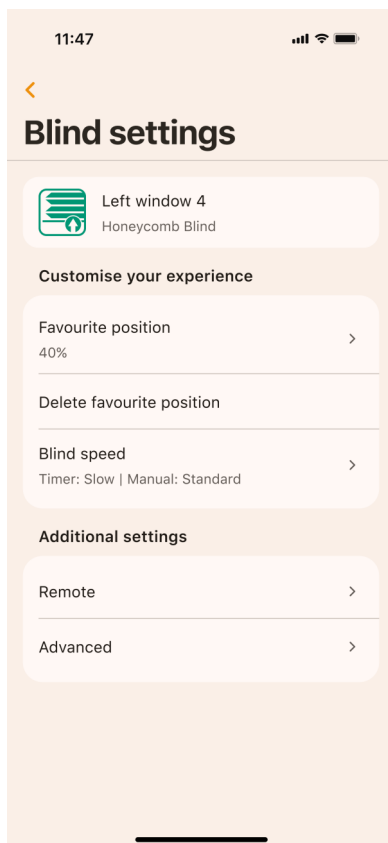 11:47
Blind settings
Left window 4
Honeycomb Blind
Customise your experience
Favourite position
40%
Delete favourite position
Blind speed
Timer: Slow | Manual: Standard
Additional settings
Remote
Advanced